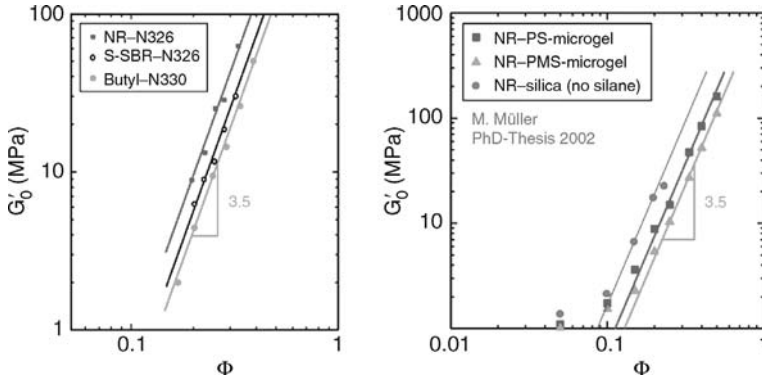 100
10
1
G′₀ (MPa)
NR–N326
S-SBR–N326
Butyl–N330
3.5
0.1
1
Φ
1000
100
10
1
G′₀ (MPa)
NR–PS-microgel
NR–PMS-microgel
NR–silica (no silane)
M. Müller
PhD-Thesis 2002
3.5
0.01
0.1
1
Φ